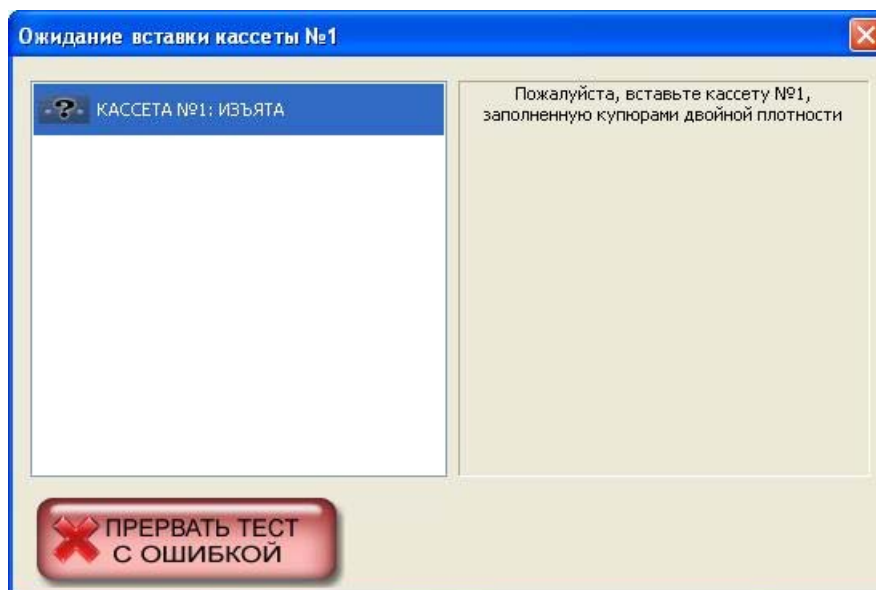 Ожидание вставки кассеты №1
КАССЕТА №1: ИЗЪЯТА
Пожалуйста, вставьте кассету №1,
заполненную купюрами двойной плотности
ПРЕРВАТЬ ТЕСТ
С ОШИБКОЙ